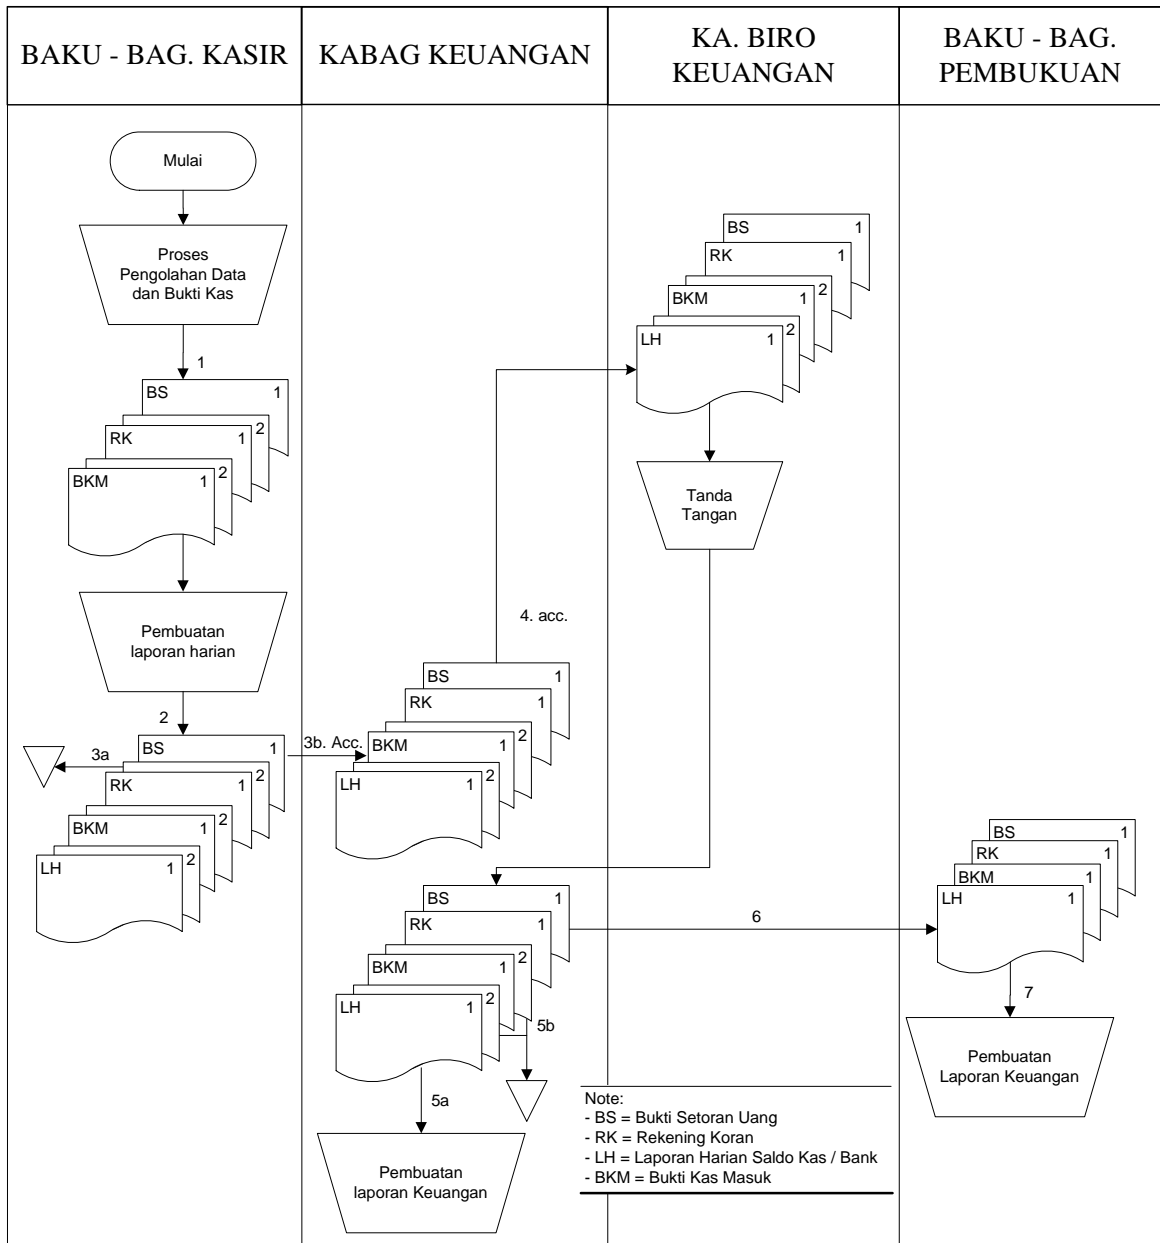 BAKU - BAG. KASIR
KABAG KEUANGAN
KA. BIRO
KEUANGAN
BAKU - BAG.
PEMBUKUAN
Mulai
Proses
Pengolahan Data
dan Bukti Kas
1
BS 1
2
RK 1
2
BKM 1
Pembuatan
laporan harian
2
3a
BS 1
2
RK 1
2
BKM 1
2
LH 1
3b. Acc.
BS 1
RK 1
2
BKM 1
2
LH 1
4. acc.
BS 1
RK 1
2
BKM 1
2
LH 1
Tanda
Tangan
BS 1
RK 1
2
BKM 1
2
LH 1
5b
5a
Pembuatan
laporan Keuangan
6
BS 1
RK 1
BKM 1
LH 1
7
Pembuatan
Laporan Keuangan
Note:
- BS = Bukti Setoran Uang
- RK = Rekening Koran
- LH = Laporan Harian Saldo Kas / Bank
- BKM = Bukti Kas Masuk